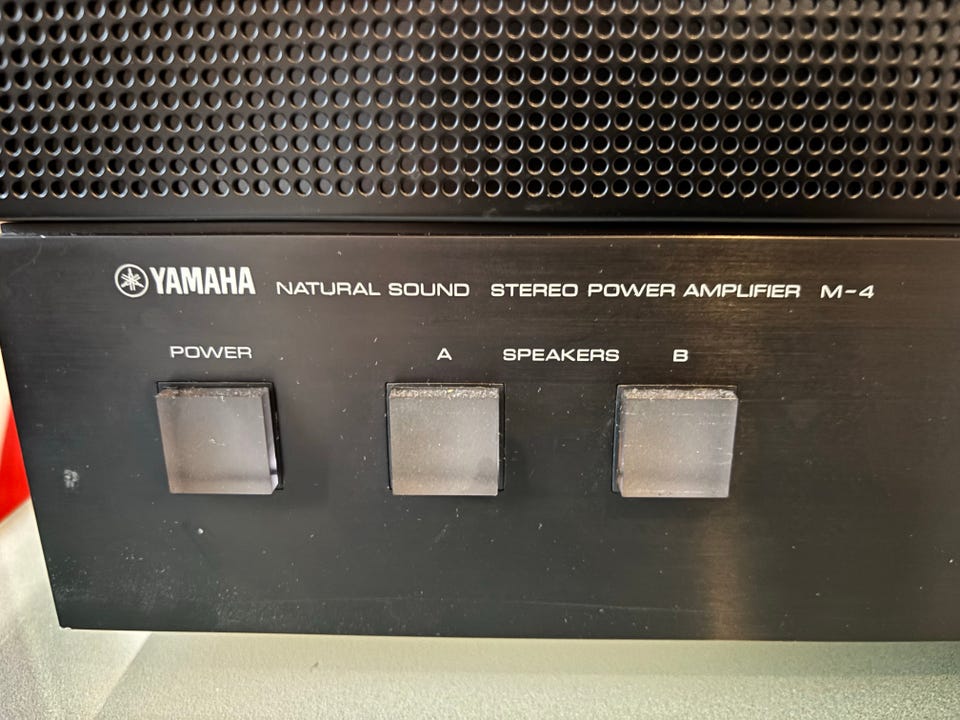 YAMAHA NATURAL SOUND STEREO POWER AMPLIFIER M-4
POWER A SPEAKERS B